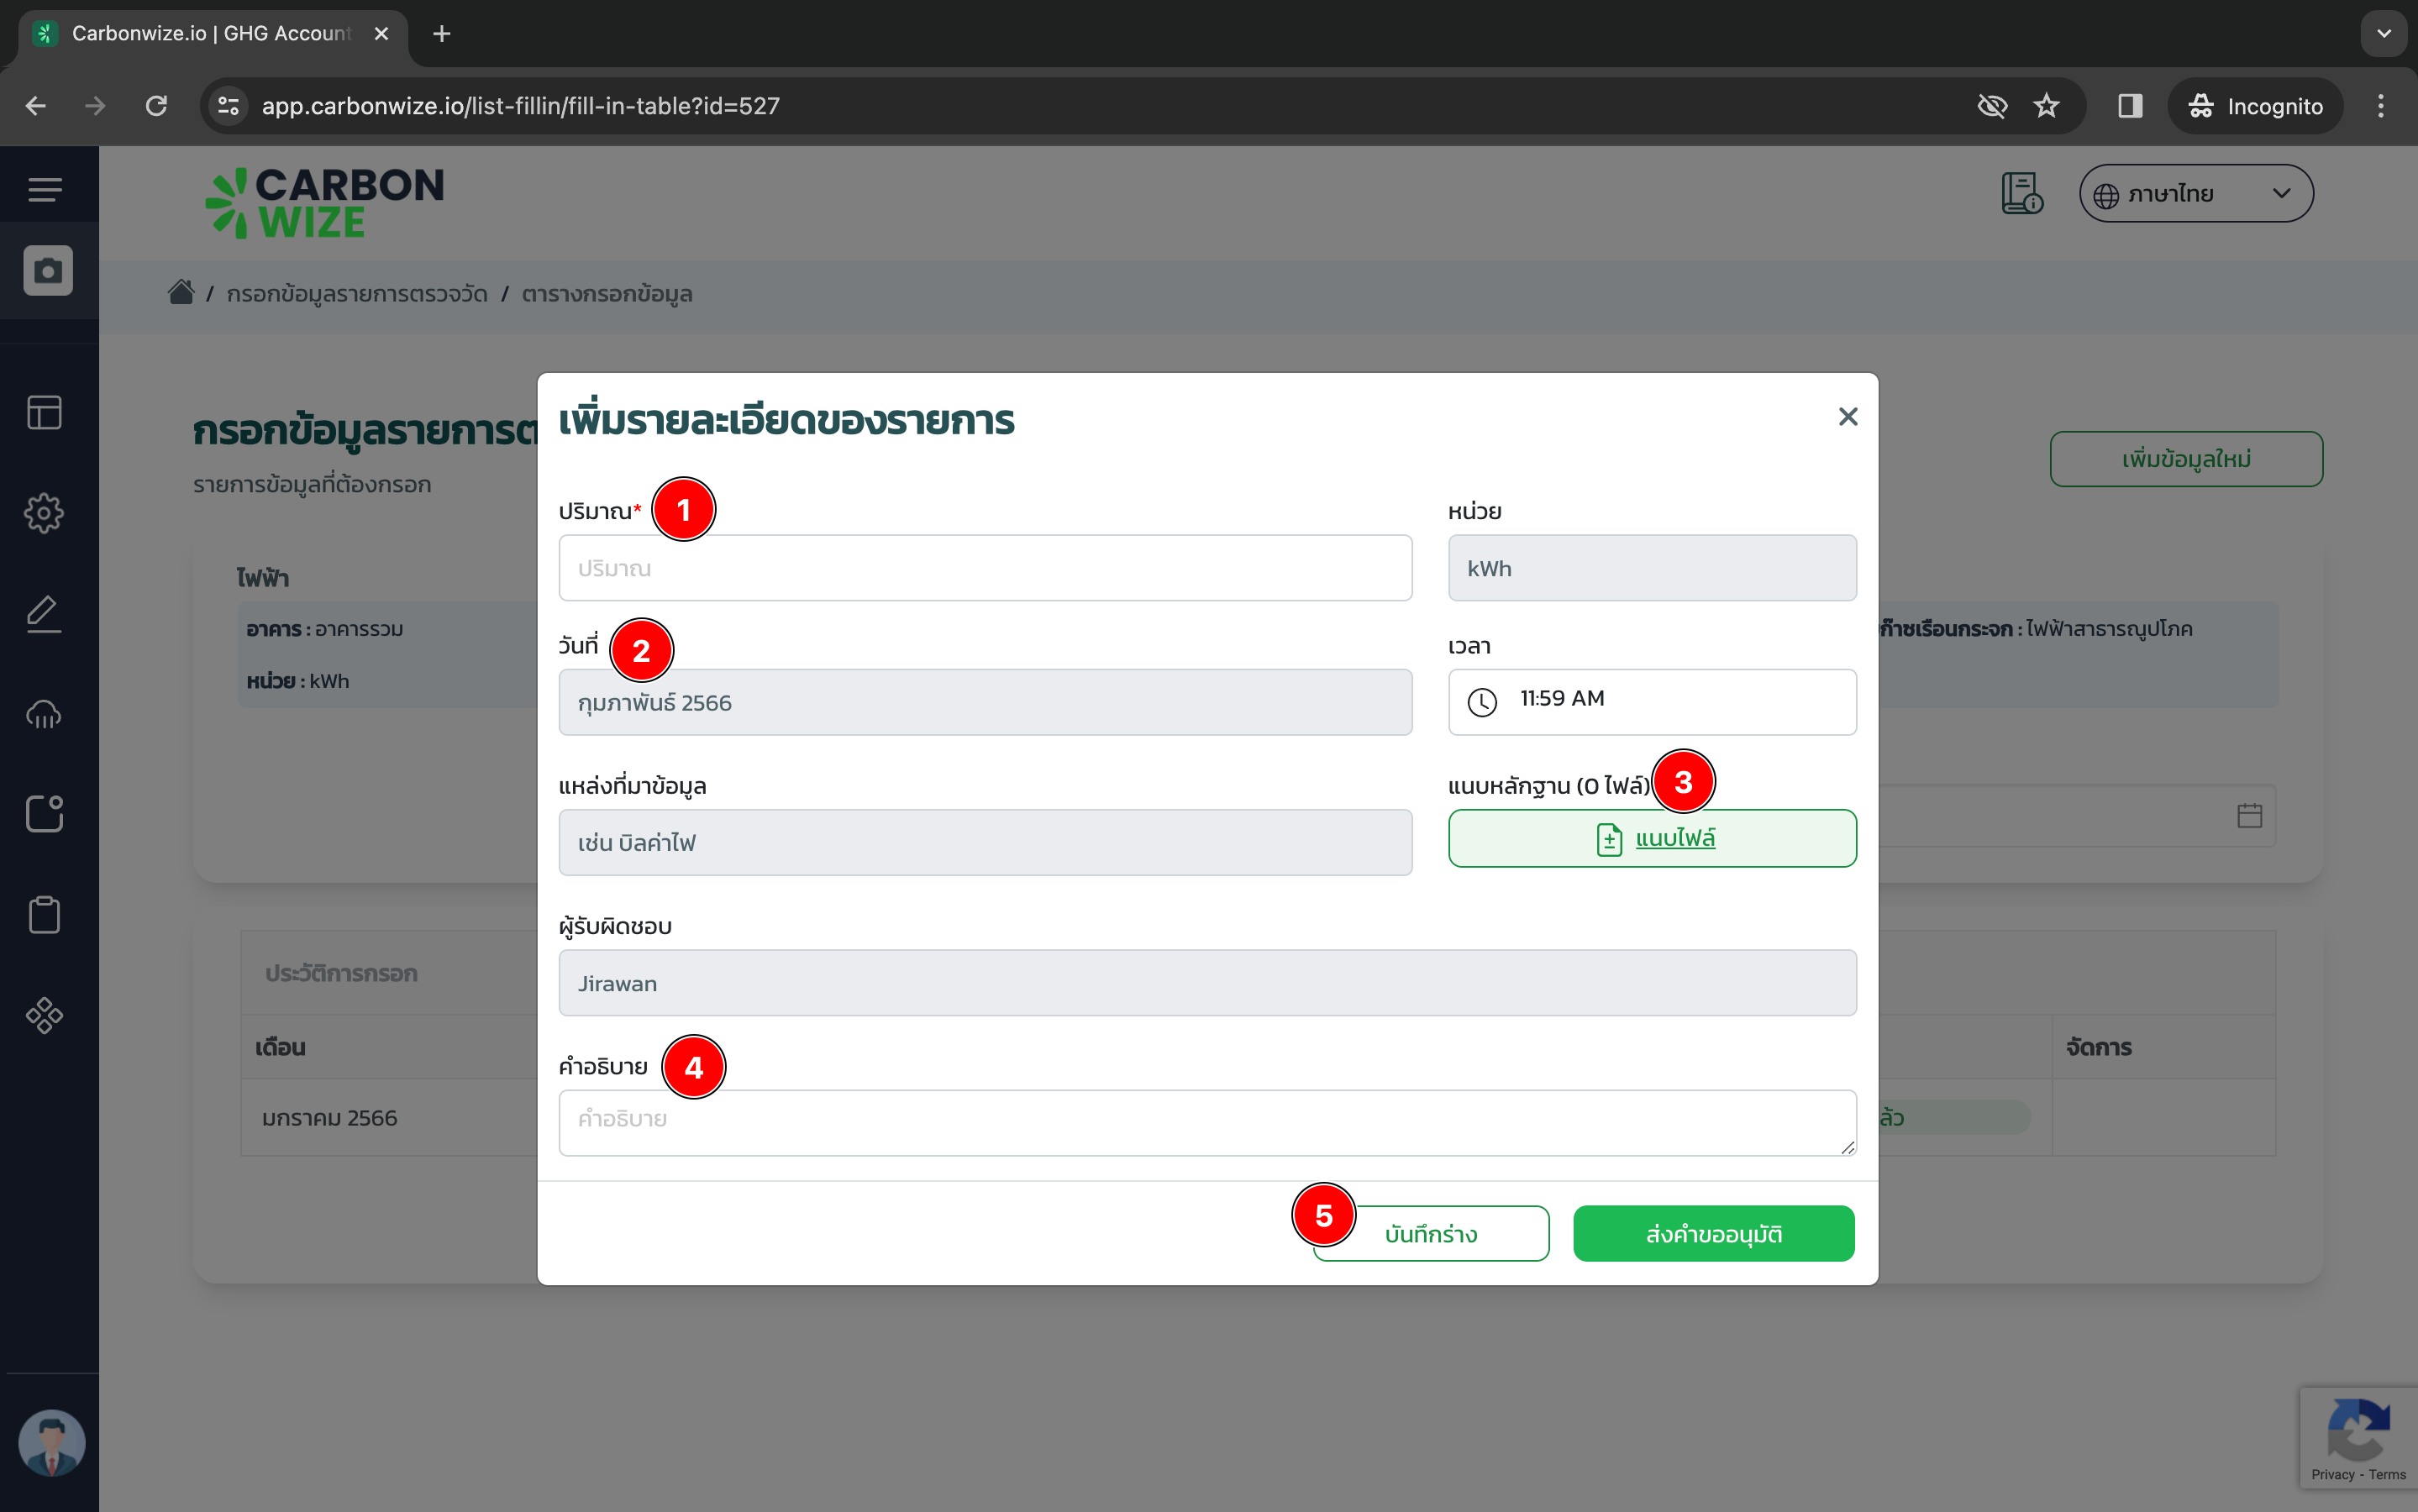 Carbonwize.io | GHG Account
app.carbonwize.io/list-fillin/fill-in-table?id=527
Incognito
CARBON
WIZE
ภาษาไทย
/ กรอกข้อมูลรายการตรวจวัด / ตารางกรอกข้อมูล
กรอกข้อมูลรายการต
รายการข้อมูลที่ต้องกรอก
เพิ่มข้อมูลใหม่
ไฟฟ้า
อาคาร : อาคารรวม
ก๊าซเรือนกระจก : ไฟฟ้าสาธารณูปโภค
หน่วย : kWh
ประวัติการกรอก
เดือน
จัดการ
มกราคม 2566
ล้ว
เพิ่มรายละเอียดของรายการ
ปริมาณ* 1
หน่วย
ปริมาณ
kWh
วันที่ 2
เวลา
กุมภาพันธ์ 2566
11:59 AM
แหล่งที่มาข้อมูล
แนบหลักฐาน (0 ไฟล์) 3
เช่น บิลค่าไฟ
แนบไฟล์
ผู้รับผิดชอบ
Jirawan
คำอธิบาย 4
คำอธิบาย
5
บันทึกร่าง
ส่งคำขออนุมัติ
Privacy - Terms